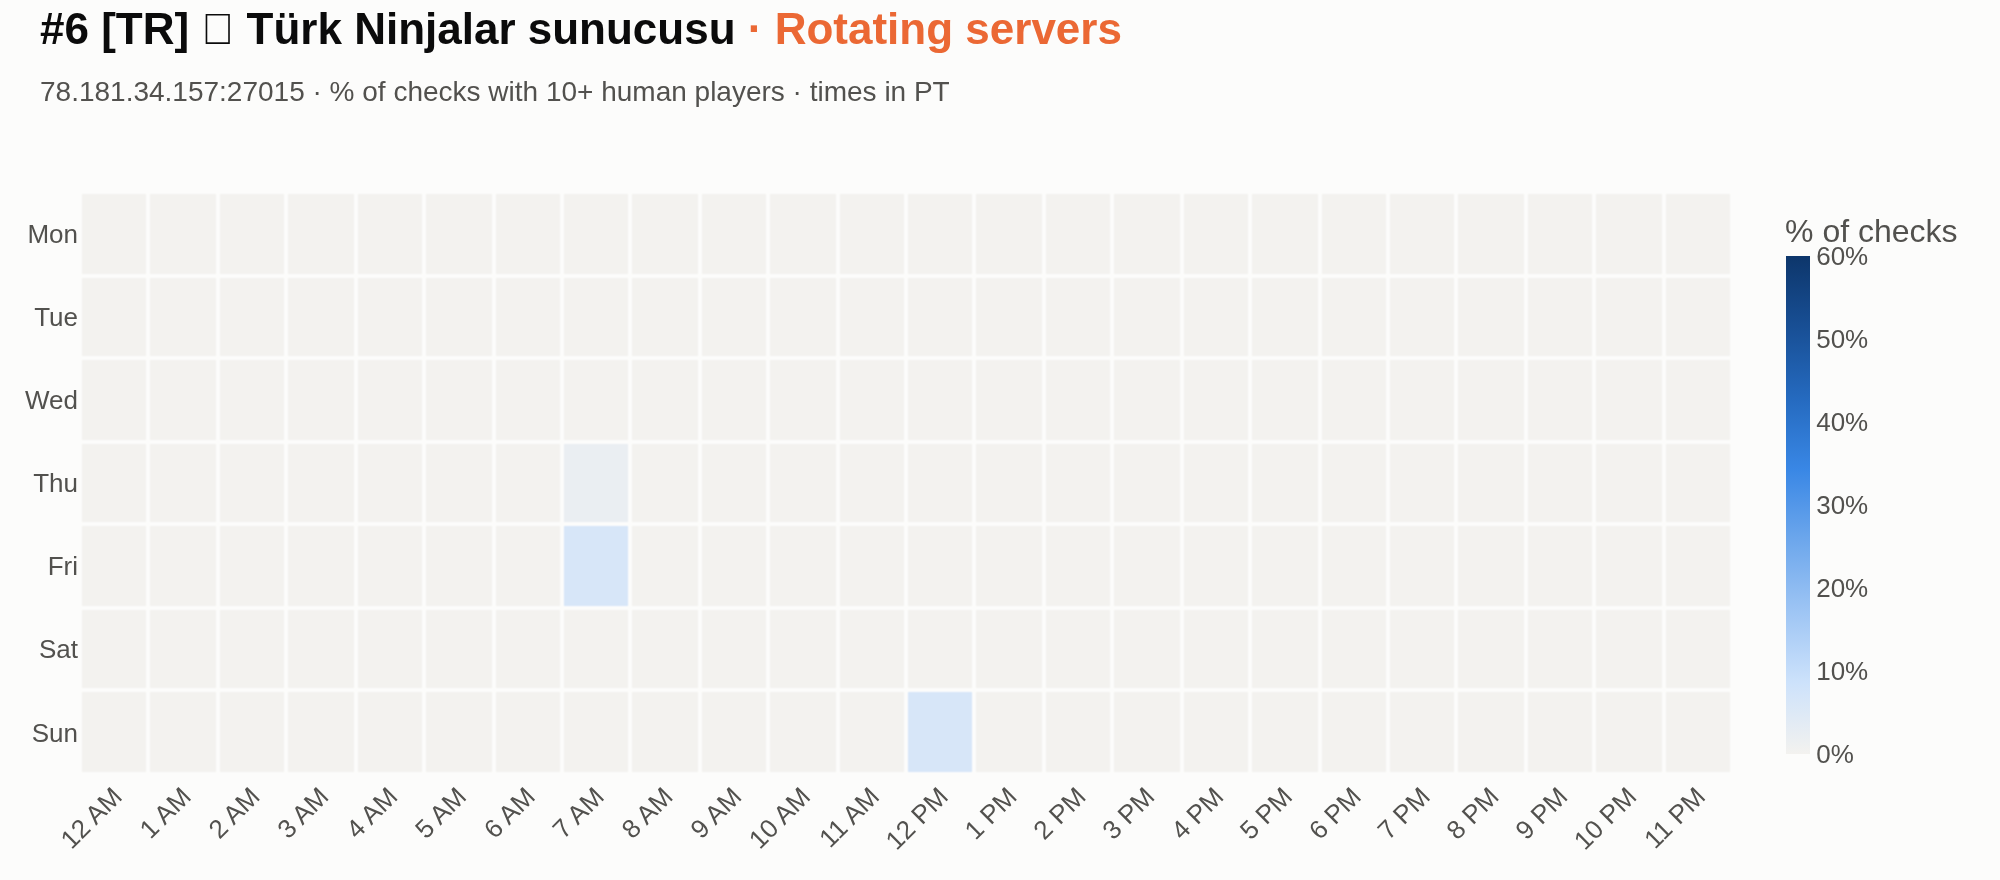 #6 [TR] Türk Ninjalar sunucusu · Rotating servers
78.181.34.157:27015 · % of checks with 10+ human players · times in PT
% of checks
60%
50%
40%
30%
20%
10%
0%
Mon
Tue
Wed
Thu
Fri
Sat
Sun
12 AM 1 AM 2 AM 3 AM 4 AM 5 AM 6 AM 7 AM 8 AM 9 AM 10 AM 11 AM 12 PM 1 PM 2 PM 3 PM 4 PM 5 PM 6 PM 7 PM 8 PM 9 PM 10 PM 11 PM